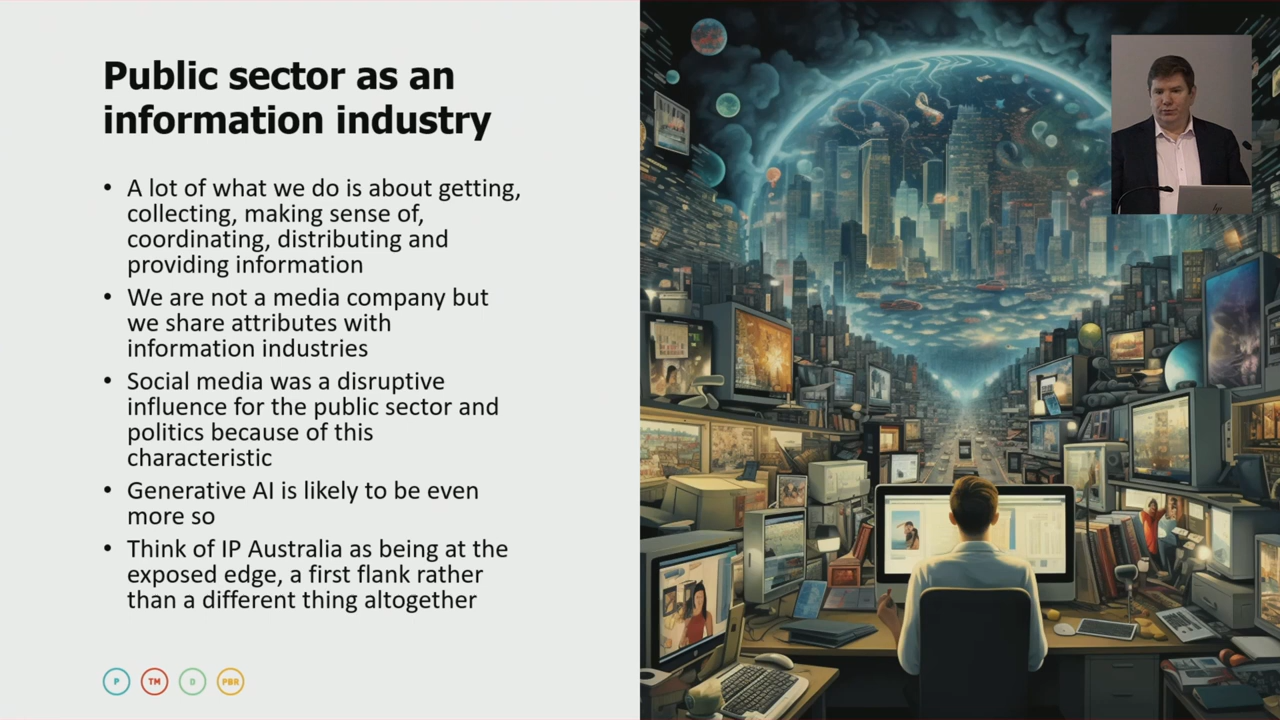 Public sector as an
information industry
• A lot of what we do is about getting,
collecting, making sense of,
coordinating, distributing and
providing information
• We are not a media company but
we share attributes with
information industries
• Social media was a disruptive
influence for the public sector and
politics because of this
characteristic
• Generative AI is likely to be even
more so
• Think of IP Australia as being at the
exposed edge, a first flank rather
than a different thing altogether
P TM D PBR
hp